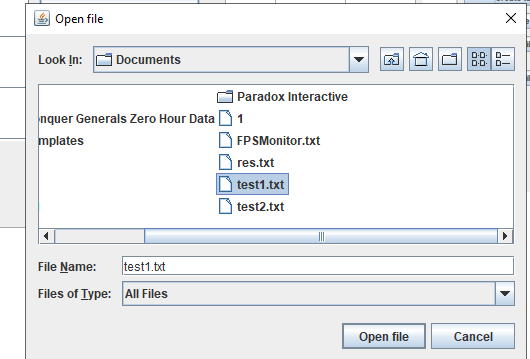 Open file
Look In: Documents
Paradox Interactive
onquer Generals Zero Hour Data 1
mplates FPSMonitor.txt
res.txt
test1.txt
test2.txt
File Name: test1.txt
Files of Type: All Files
Open file Cancel